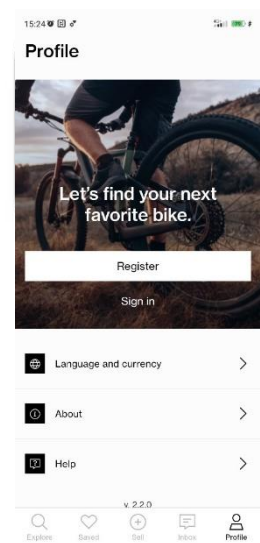 15:24
Profile
Let's find your next
favorite bike.
Register
Sign in
Language and currency
About
Help
v. 2.2.0
Explore Saved Sell Inbox Profile